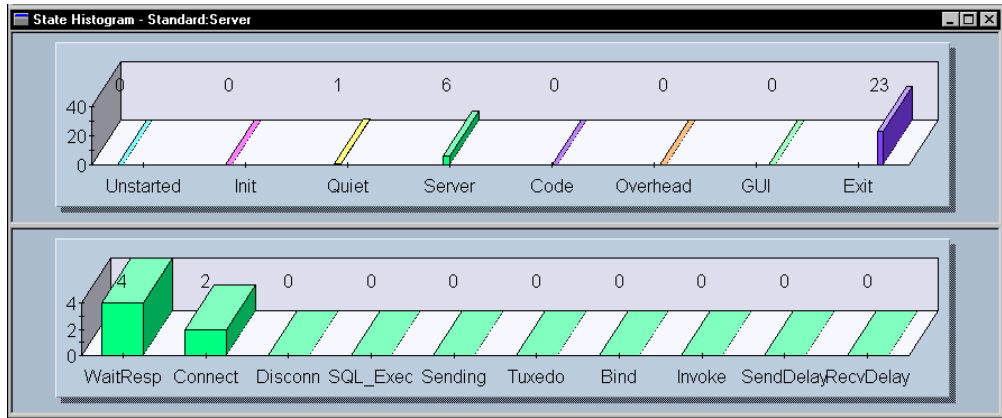 State Histogram - Standard:Server
0 0 1 6 0 0 0 23
40
20
0
Unstarted Init Quiet Server Code Overhead GUI Exit
4 2 0 0 0 0 0 0 0 0
4
2
0
WaitResp Connect Disconn SQL_Exec Sending Tuxedo Bind Invoke SendDelay RecvDelay